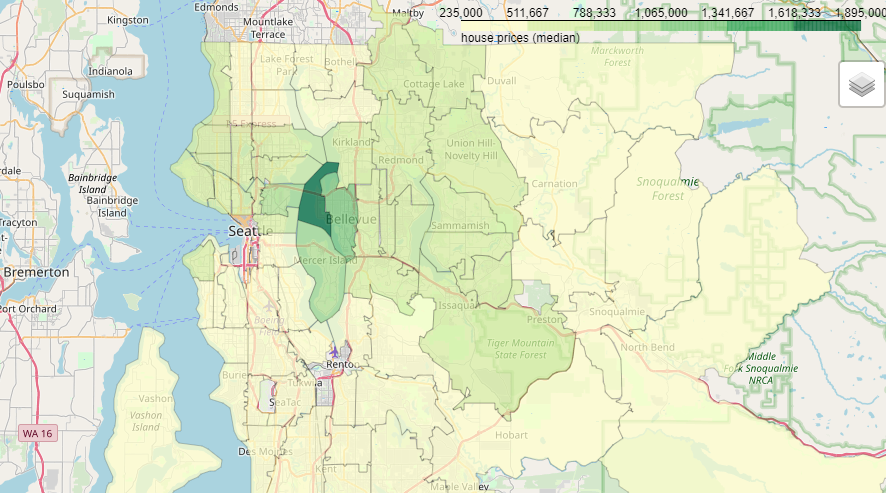 Edmonds
Kingston
Mountlake
Terrace
Maltby
235,000 511,667 788,333 1,065,000 1,341,667 1,618,333 1,895,000
house prices (median)
Lake Forest
Park
Bothell
Marckworth
Forest
Indianola
Poulsbo
Suquamish
Cottage Lake
Duvall
Express
Kirkland
Redmond
Union Hill-
Novelty Hill
Bainbridge
Island
Bainbridge
Island
Carnation
Snoqualmie
Forest
Tracyton
Seattle
Bellevue
Sammamish
Mercer Island
Bremerton
Port Orchard
Boeing
Issaqua
Preston
Snoqualmie
Tiger Mountain
State Forest
North Bend
Middle
Fork Snoqualmie
NRCA
Renton
Burien
Tukwila
SeaTac
Vashon
Vashon
Island
WA 16
Hobart
Des Moines
Kent
Maple Valley